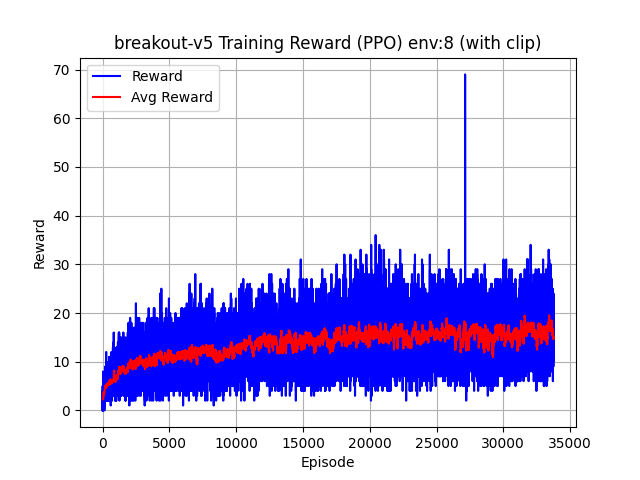 breakout-v5 Training Reward (PPO) env:8 (with clip)
Reward
Avg Reward
Reward
70
60
50
40
30
20
10
0
0 5000 10000 15000 20000 25000 30000 35000
Episode